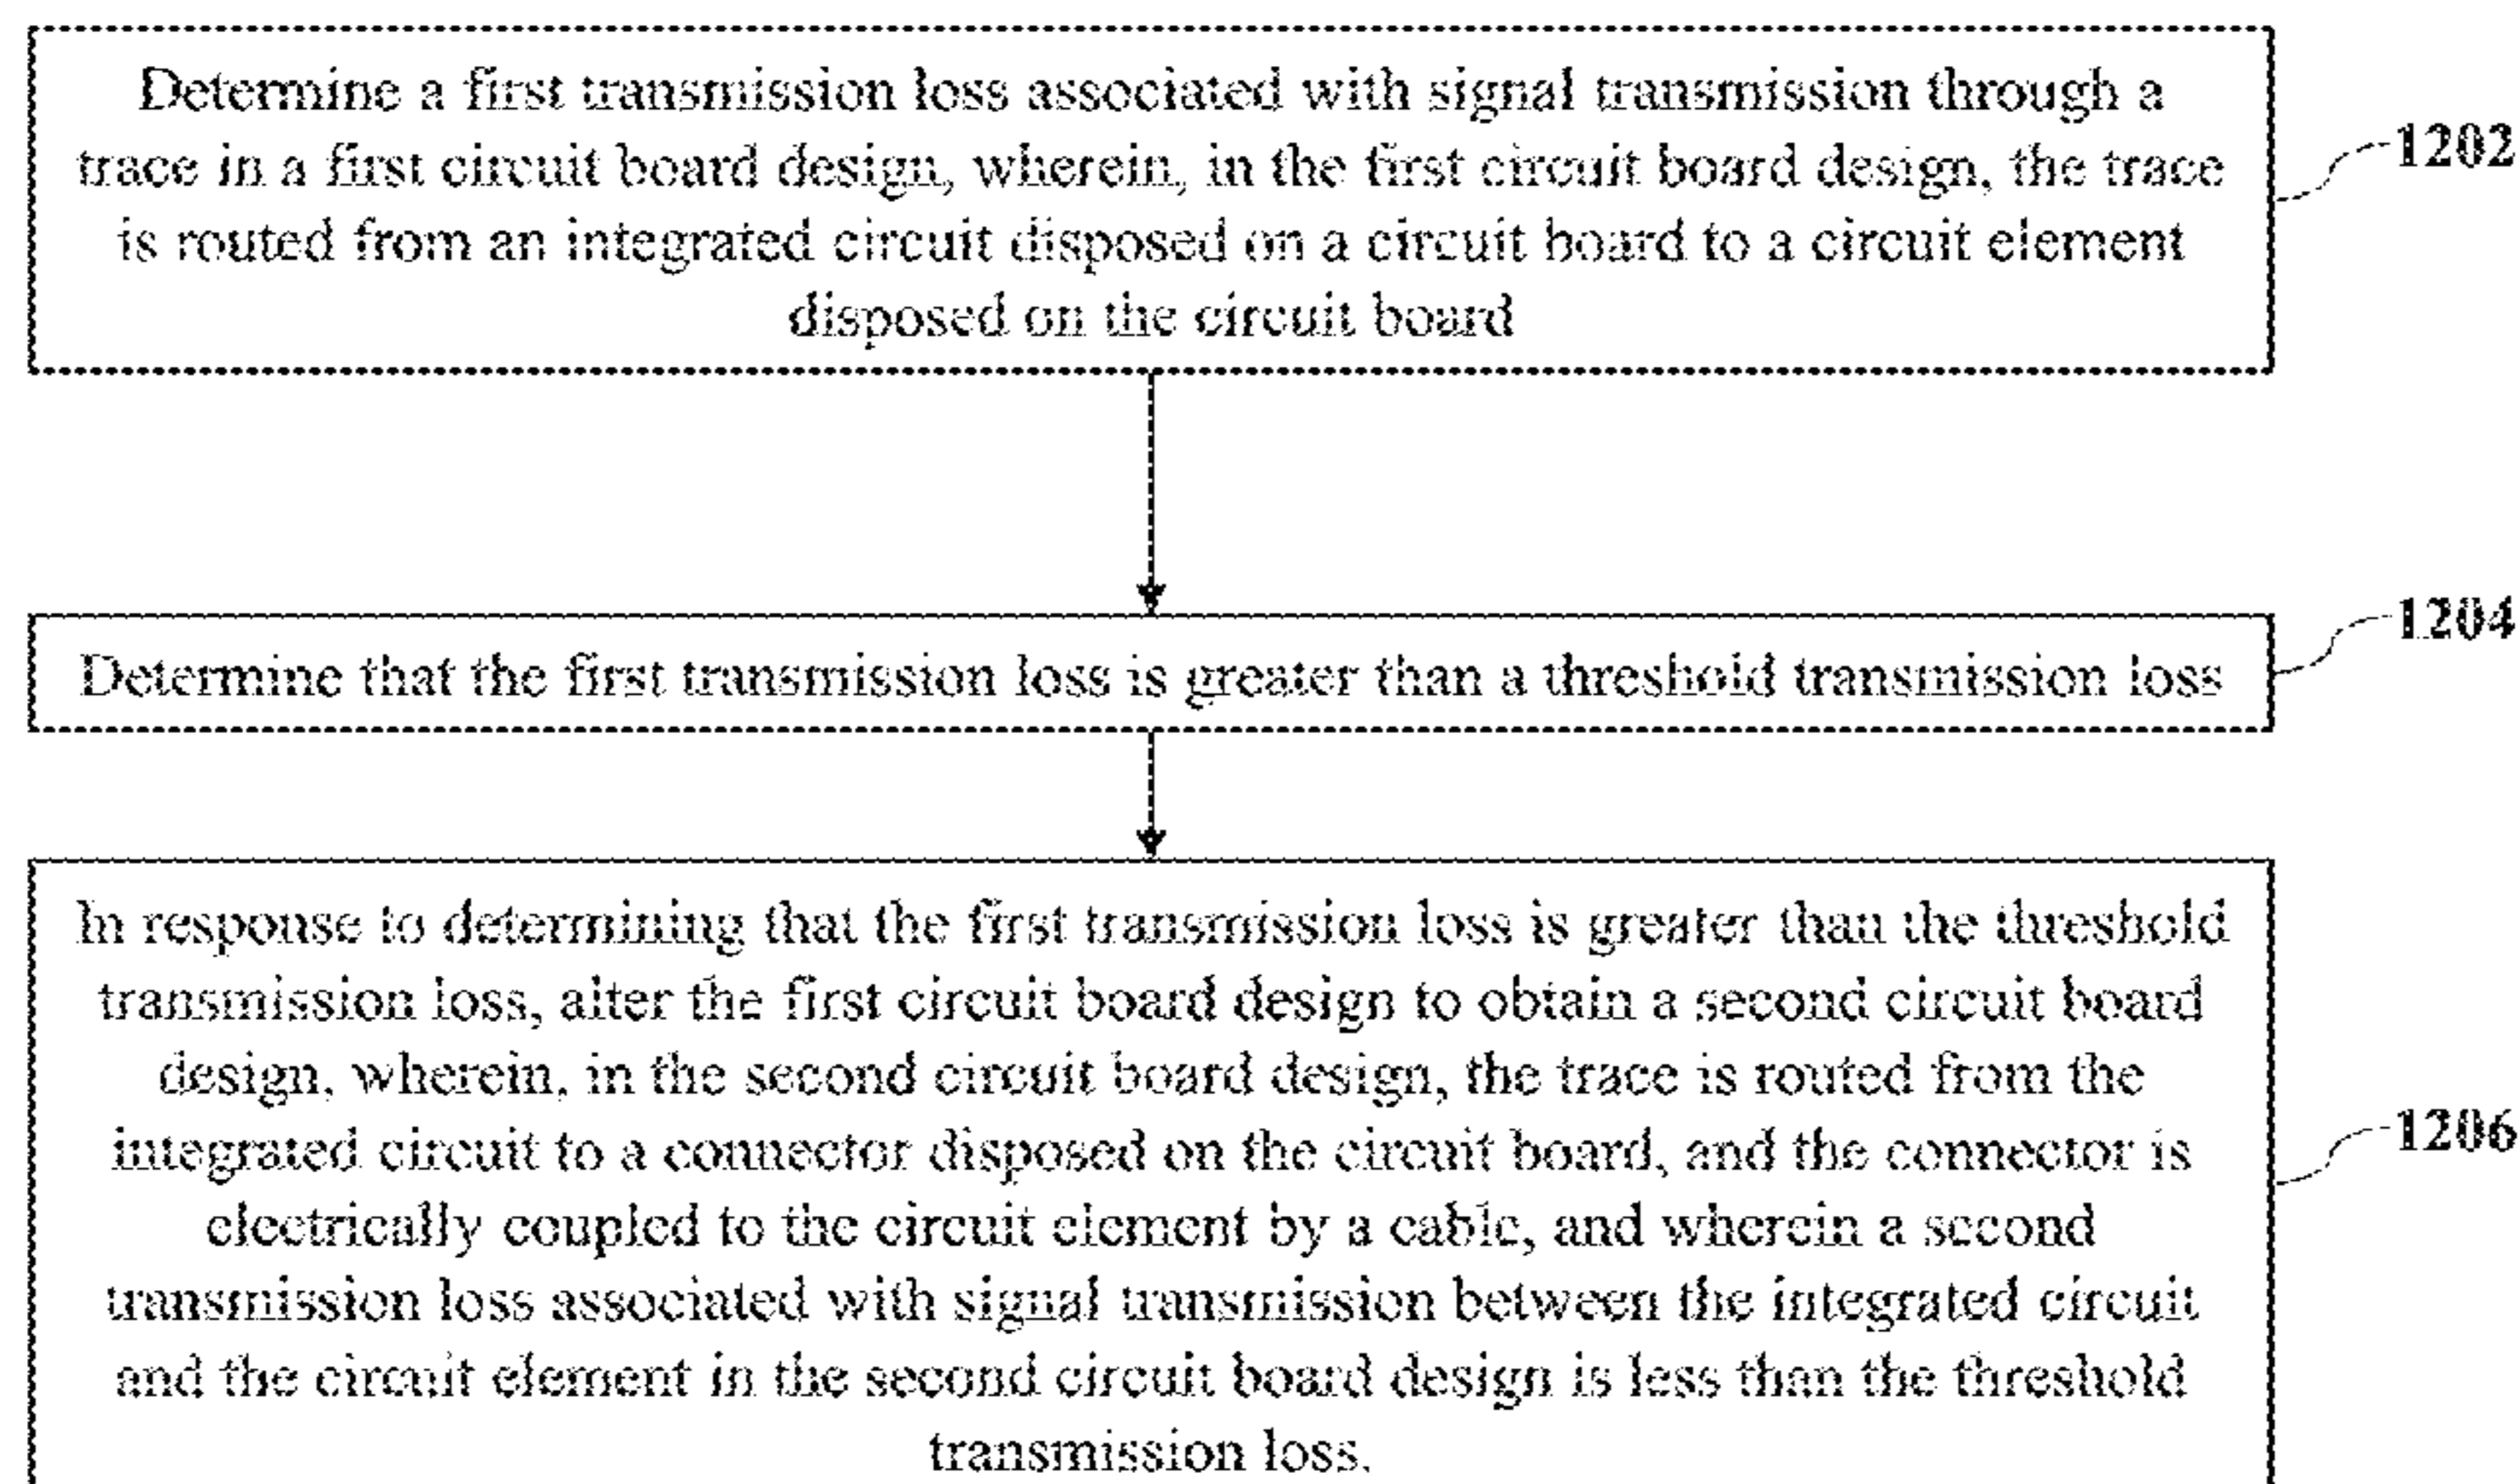 Determine a first transmission loss associated with signal transmission through a
trace in a first circuit board design, wherein, in the first circuit board design, the trace
is routed from an integrated circuit disposed on a circuit board to a circuit element
disposed on the circuit board
1202
Determine that the first transmission loss is greater than a threshold transmission loss
1204
In response to determining that the first transmission loss is greater than the threshold
transmission loss, alter the first circuit board design to obtain a second circuit board
design, wherein, in the second circuit board design, the trace is routed from the
integrated circuit to a connector disposed on the circuit board, and the connector is
electrically coupled to the circuit element by a cable, and wherein a second
transmission loss associated with signal transmission between the integrated circuit
and the circuit element in the second circuit board design is less than the threshold
transmission loss.
1206